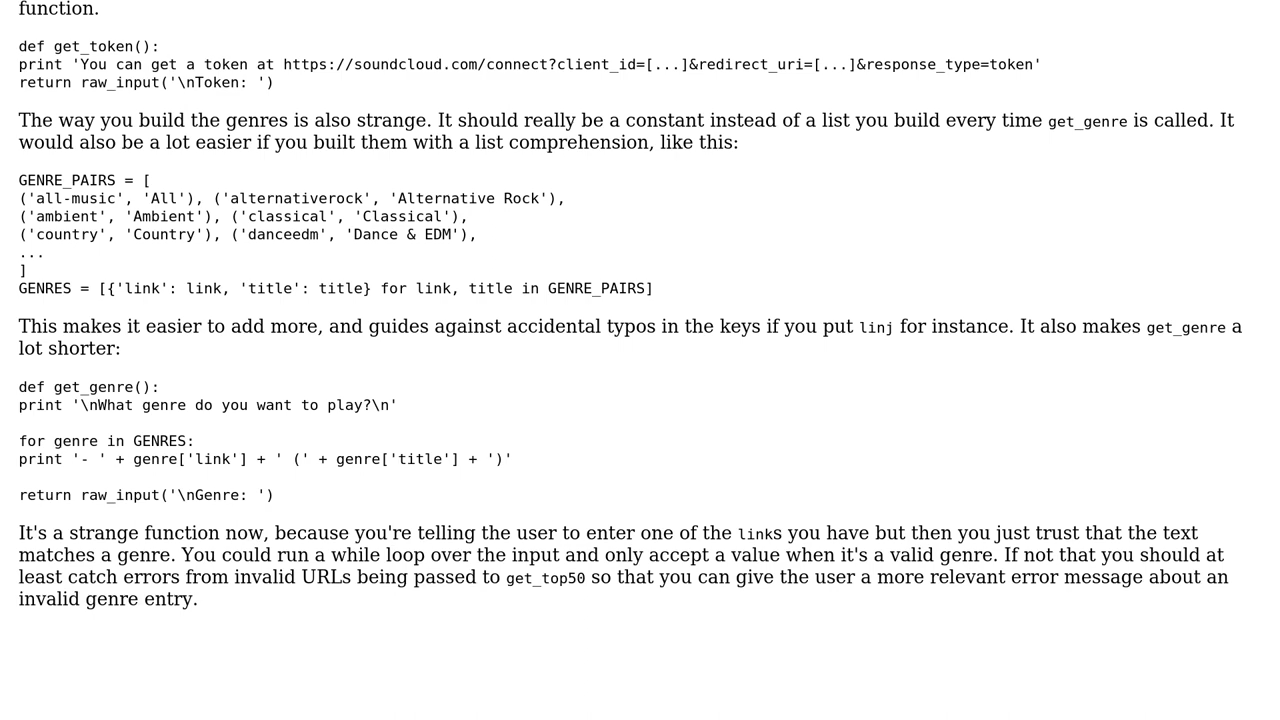 function.
def get_token():
print 'You can get a token at https://soundcloud.com/connect?client_id=[...]&redirect_uri=[...]&response_type=token'
return raw_input('\nToken: ')
The way you build the genres is also strange. It should really be a constant instead of a list you build every time get_genre is called. It
would also be a lot easier if you built them with a list comprehension, like this:
GENRE_PAIRS = [
('all-music', 'All'), ('alternativerock', 'Alternative Rock'),
('ambient', 'Ambient'), ('classical', 'Classical'),
('country', 'Country'), ('danceedm', 'Dance & EDM'),
...
]
GENRES = [{'link': link, 'title': title} for link, title in GENRE_PAIRS]
This makes it easier to add more, and guides against accidental typos in the keys if you put linj for instance. It also makes get_genre a
lot shorter:
def get_genre():
print '\nWhat genre do you want to play?\n'
for genre in GENRES:
print '- ' + genre['link'] + ' (' + genre['title'] + ')'
return raw_input('\nGenre: ')
It's a strange function now, because you're telling the user to enter one of the links you have but then you just trust that the text
matches a genre. You could run a while loop over the input and only accept a value when it's a valid genre. If not that you should at
least catch errors from invalid URLs being passed to get_top50 so that you can give the user a more relevant error message about an
invalid genre entry.